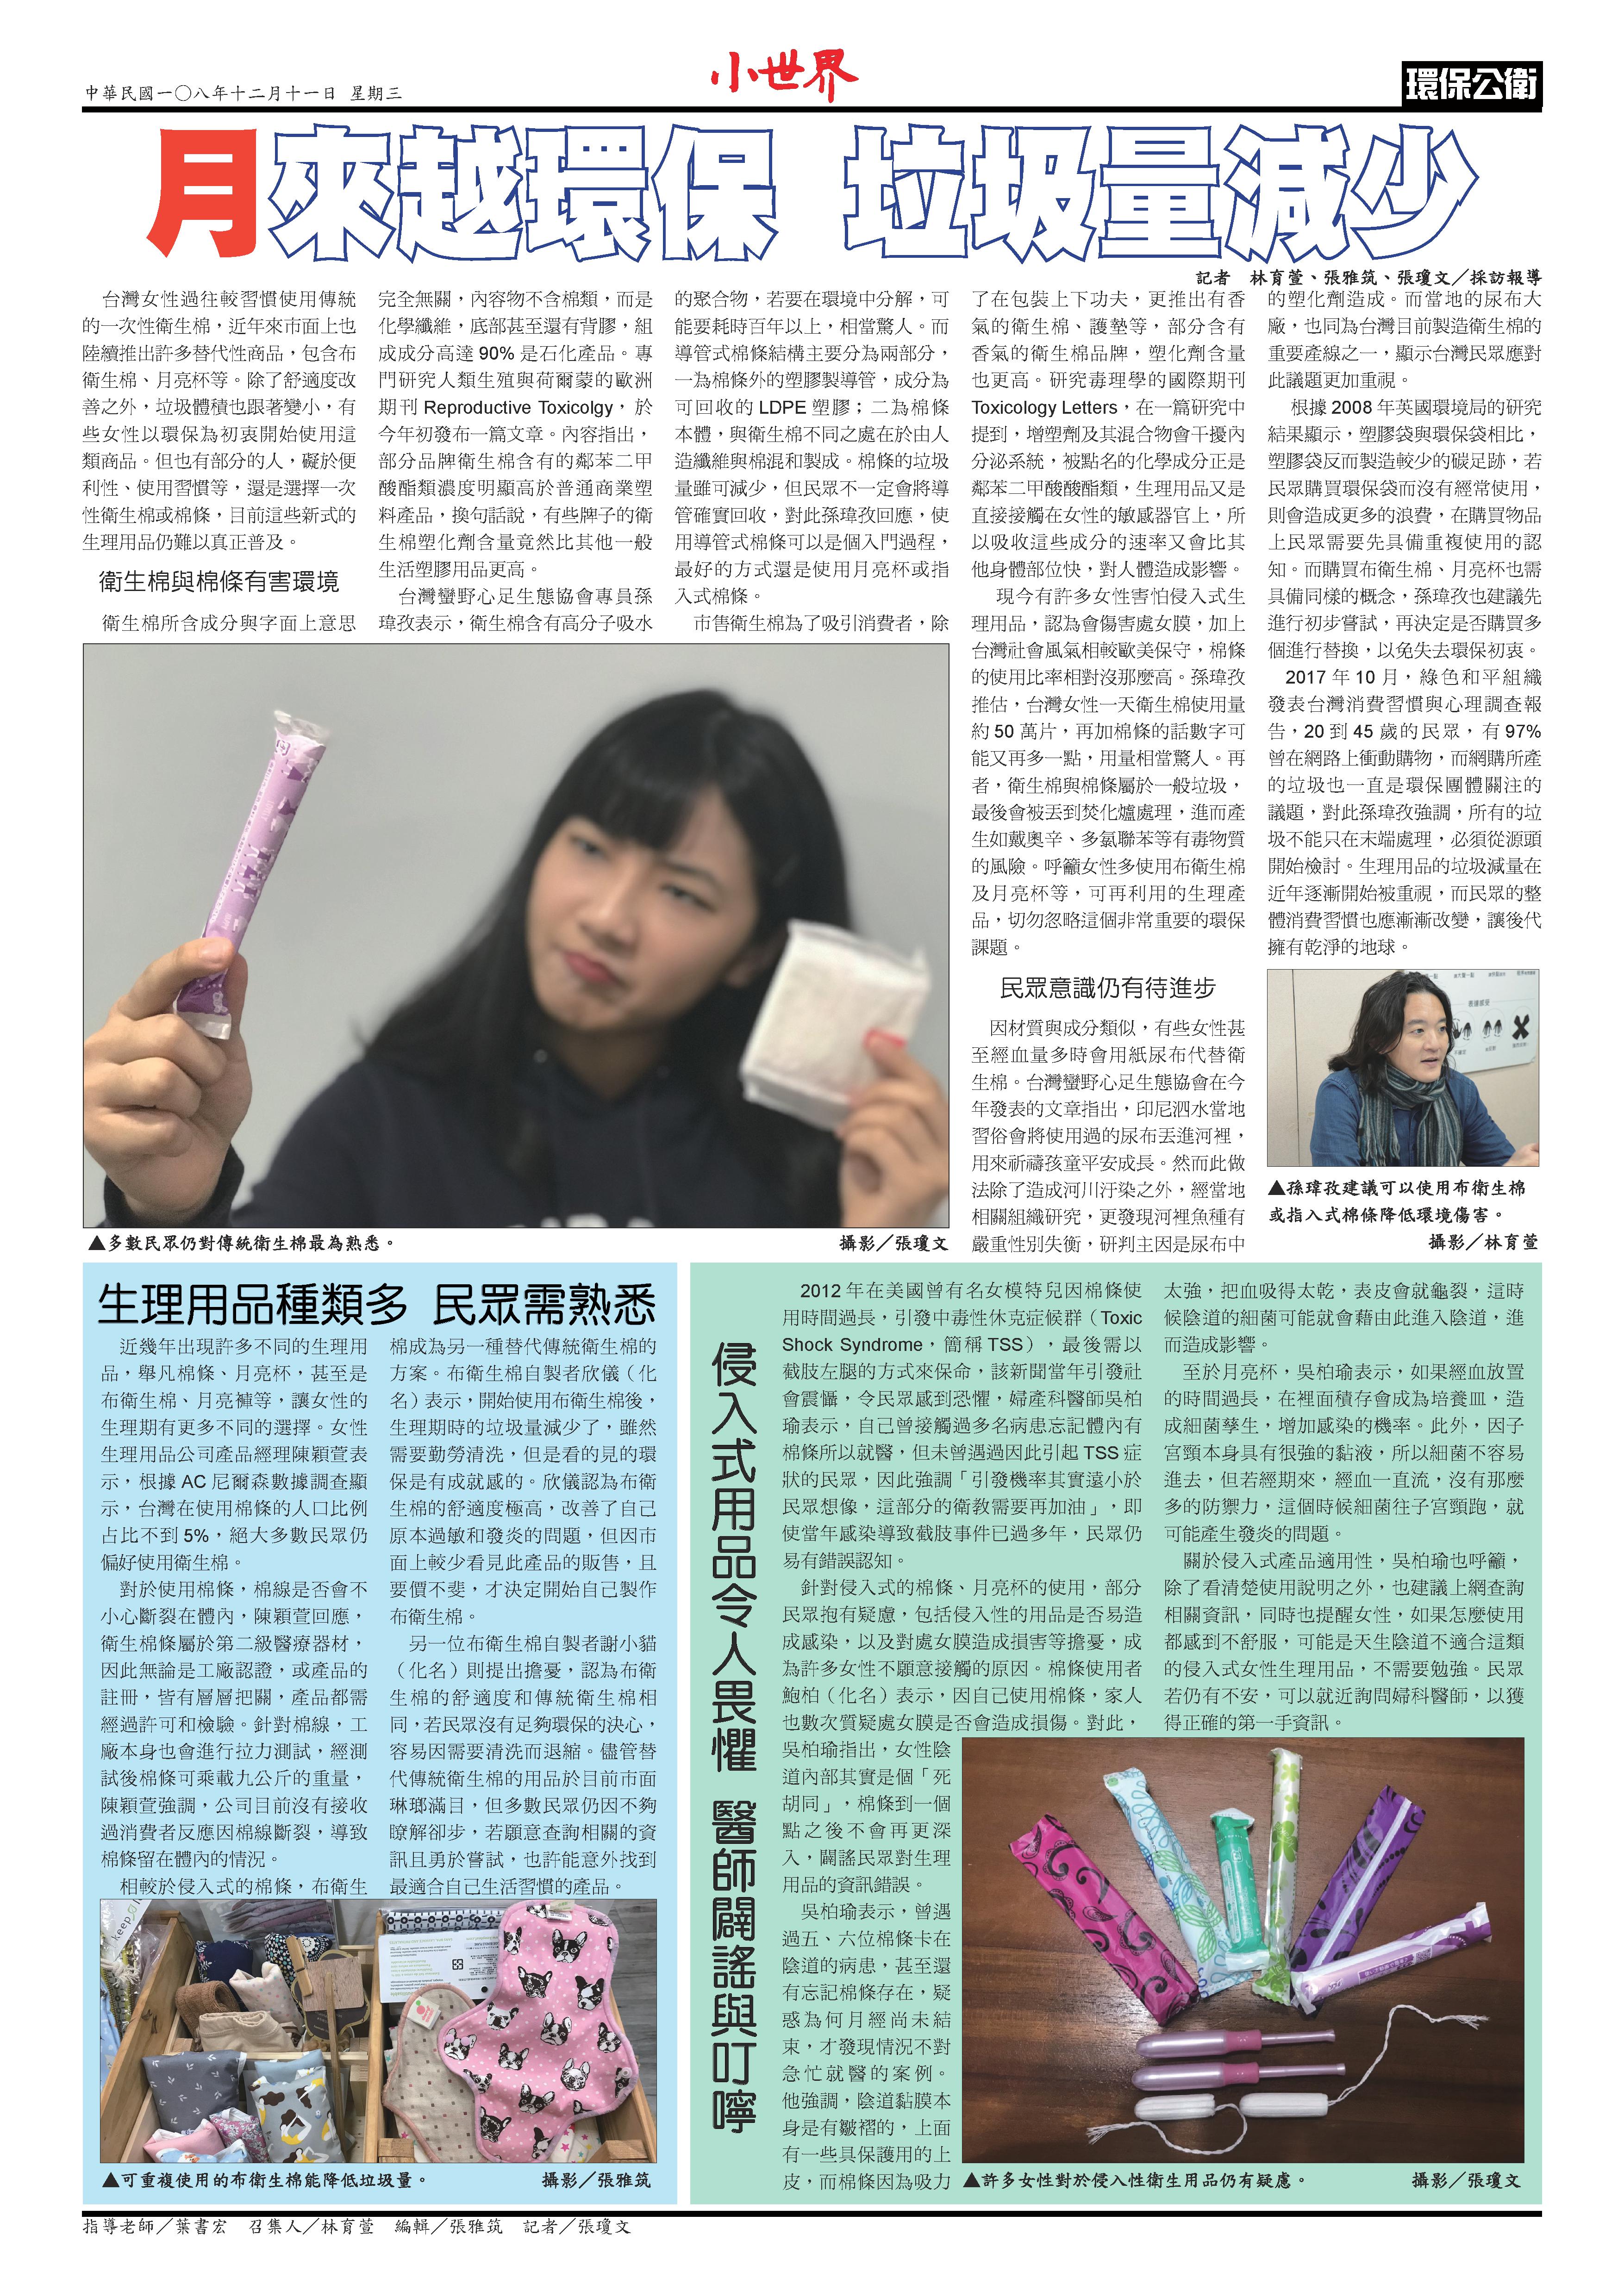 中華民國一〇八年十二月十一日 星期三
小世界
環保公衛
月來越環保 垃圾量減少
記者 林育萱、張雅筑、張瓊文／採訪報導
台灣女性過往較習慣使用傳統
的一次性衛生棉，近年來市面上也
陸續推出許多替代性商品，包含布
衛生棉、月亮杯等。除了舒適度改
善之外，垃圾體積也跟著變小，有
些女性以環保為初衷開始使用這
類商品。但也有部分的人，礙於便
利性、使用習慣等，還是選擇一次
性衛生棉或棉條，目前這些新式的
生理用品仍難以真正普及。
衛生棉與棉條有害環境
衛生棉所含成分與字面上意思
完全無關，內容物不含棉類，而是
化學纖維，底部甚至還有背膠，組
成成分高達 90% 是石化產品。專
門研究人類生殖與荷爾蒙的歐洲
期刊 Reproductive Toxicolgy，於
今年初發布一篇文章。內容指出，
部分品牌衛生棉含有的鄰苯二甲
酸酯類濃度明顯高於普通商業塑
料產品，換句話說，有些牌子的衛
生棉塑化劑含量竟然比其他一般
生活塑膠用品更高。
台灣蠻野心足生態協會專員孫
瑋孜表示，衛生棉含有高分子吸水
的聚合物，若要在環境中分解，可
能要耗時百年以上，相當驚人。而
導管式棉條結構主要分為兩部分，
一為棉條外的塑膠製導管，成分為
可回收的 LDPE 塑膠；二為棉條
本體，與衛生棉不同之處在於由人
造纖維與棉混和製成。棉條的垃圾
量雖可減少，但民眾不一定會將導
管確實回收，對此孫瑋孜回應，使
用導管式棉條可以是個入門過程，
最好的方式還是使用月亮杯或指
入式棉條。
市售衛生棉為了吸引消費者，除
了在包裝上下功夫，更推出有香
氣的衛生棉、護墊等，部分含有
香氣的衛生棉品牌，塑化劑含量
也更高。研究毒理學的國際期刊
Toxicology Letters，在一篇研究中
提到，增塑劑及其混合物會干擾內
分泌系統，被點名的化學成分正是
鄰苯二甲酸酸酯類，生理用品又是
直接接觸在女性的敏感器官上，所
以吸收這些成分的速率又會比其
他身體部位快，對人體造成影響。
現今有許多女性害怕侵入式生
理用品，認為會傷害處女膜，加上
台灣社會風氣相較歐美保守，棉條
的使用比率相對沒那麼高。孫瑋孜
推估，台灣女性一天衛生棉使用量
約 50 萬片，再加棉條的話數字可
能又再多一點，用量相當驚人。再
者，衛生棉與棉條屬於一般垃圾，
最後會被丟到焚化爐處理，進而產
生如戴奧辛、多氯聯苯等有毒物質
的風險。呼籲女性多使用布衛生棉
及月亮杯等，可再利用的生理產
品，切勿忽略這個非常重要的環保
課題。
民眾意識仍有待進步
因材質與成分類似，有些女性甚
至經血量多時會用紙尿布代替衛
生棉。台灣蠻野心足生態協會在今
年發表的文章指出，印尼泗水當地
習俗會將使用過的尿布丟進河裡，
用來祈禱孩童平安成長。然而此做
法除了造成河川汙染之外，經當地
相關組織研究，更發現河裡魚種有
嚴重性別失衡，研判主因是尿布中
的塑化劑造成。而當地的尿布大
廠，也同為台灣目前製造衛生棉的
重要產線之一，顯示台灣民眾應對
此議題更加重視。
根據 2008 年英國環境局的研究
結果顯示，塑膠袋與環保袋相比，
塑膠袋反而製造較少的碳足跡，若
民眾購買環保袋而沒有經常使用，
則會造成更多的浪費，在購買物品
上民眾需要先具備重複使用的認
知。而購買布衛生棉、月亮杯也需
具備同樣的概念，孫瑋孜也建議先
進行初步嘗試，再決定是否購買多
個進行替換，以免失去環保初衷。
2017 年 10 月，綠色和平組織
發表台灣消費習慣與心理調查報
告，20 到 45 歲的民眾，有 97%
曾在網路上衝動購物，而網購所產
的垃圾也一直是環保團體關注的
議題，對此孫瑋孜強調，所有的垃
圾不能只在末端處理，必須從源頭
開始檢討。生理用品的垃圾減量在
近年逐漸開始被重視，而民眾的整
體消費習慣也應漸漸改變，讓後代
擁有乾淨的地球。
▲多數民眾仍對傳統衛生棉最為熟悉。 攝影／張瓊文
▲孫瑋孜建議可以使用布衛生棉
或指入式棉條降低環境傷害。
攝影／林育萱
生理用品種類多 民眾需熟悉
近幾年出現許多不同的生理用
品，舉凡棉條、月亮杯，甚至是
布衛生棉、月亮褲等，讓女性的
生理期有更多不同的選擇。女性
生理用品公司產品經理陳穎萱表
示，根據 AC 尼爾森數據調查顯
示，台灣在使用棉條的人口比例
占比不到 5%，絕大多數民眾仍
偏好使用衛生棉。
對於使用棉條，棉線是否會不
小心斷裂在體內，陳穎萱回應，
衛生棉條屬於第二級醫療器材，
因此無論是工廠認證，或產品的
註冊，皆有層層把關，產品都需
經過許可和檢驗。針對棉線，工
廠本身也會進行拉力測試，經測
試後棉條可乘載九公斤的重量，
陳穎萱強調，公司目前沒有接收
過消費者反應因棉線斷裂，導致
棉條留在體內的情況。
相較於侵入式的棉條，布衛生
棉成為另一種替代傳統衛生棉的
方案。布衛生棉自製者欣儀（化
名）表示，開始使用布衛生棉後，
生理期時的垃圾量減少了，雖然
需要勤勞清洗，但是看的見的環
保是有成就感的。欣儀認為布衛
生棉的舒適度極高，改善了自己
原本過敏和發炎的問題，但因市
面上較少看見此產品的販售，且
要價不斐，才決定開始自己製作
布衛生棉。
另一位布衛生棉自製者謝小貓
（化名）則提出擔憂，認為布衛
生棉的舒適度和傳統衛生棉相
同，若民眾沒有足夠環保的決心，
容易因需要清洗而退縮。儘管替
代傳統衛生棉的用品於目前市面
琳瑯滿目，但多數民眾仍因不夠
瞭解卻步，若願意查詢相關的資
訊且勇於嘗試，也許能意外找到
最適合自己生活習慣的產品。
keep
▲可重複使用的布衛生棉能降低垃圾量。 攝影／張雅筑
侵入式用品令人畏懼 醫師闢謠與叮嚀
2012 年在美國曾有名女模特兒因棉條使
用時間過長，引發中毒性休克症候群（Toxic
Shock Syndrome，簡稱 TSS），最後需以
截肢左腿的方式來保命，該新聞當年引發社
會震懾，令民眾感到恐懼，婦產科醫師吳柏
瑜表示，自己曾接觸過多名病患忘記體內有
棉條所以就醫，但未曾遇過因此引起 TSS 症
狀的民眾，因此強調「引發機率其實遠小於
民眾想像，這部分的衛教需要再加油」，即
使當年感染導致截肢事件已過多年，民眾仍
易有錯誤認知。
針對侵入式的棉條、月亮杯的使用，部分
民眾抱有疑慮，包括侵入性的用品是否易造
成感染，以及對處女膜造成損害等擔憂，成
為許多女性不願意接觸的原因。棉條使用者
鮑柏（化名）表示，因自己使用棉條，家人
也數次質疑處女膜是否會造成損傷。對此，
吳柏瑜指出，女性陰
道內部其實是個「死
胡同」，棉條到一個
點之後不會再更深
入，闢謠民眾對生理
用品的資訊錯誤。
吳柏瑜表示，曾遇
過五、六位棉條卡在
陰道的病患，甚至還
有忘記棉條存在，疑
惑為何月經尚未結
束，才發現情況不對
急忙就醫的案例。
他強調，陰道黏膜本
身是有皺褶的，上面
有一些具保護用的上
皮，而棉條因為吸力
太強，把血吸得太乾，表皮會就龜裂，這時
候陰道的細菌可能就會藉由此進入陰道，進
而造成影響。
至於月亮杯，吳柏瑜表示，如果經血放置
的時間過長，在裡面積存會成為培養皿，造
成細菌孳生，增加感染的機率。此外，因子
宮頸本身具有很強的黏液，所以細菌不容易
進去，但若經期來，經血一直流，沒有那麼
多的防禦力，這個時候細菌往子宮頸跑，就
可能產生發炎的問題。
關於侵入式產品適用性，吳柏瑜也呼籲，
除了看清楚使用說明之外，也建議上網查詢
相關資訊，同時也提醒女性，如果怎麼使用
都感到不舒服，可能是天生陰道不適合這類
的侵入式女性生理用品，不需要勉強。民眾
若仍有不安，可以就近詢問婦科醫師，以獲
得正確的第一手資訊。
▲許多女性對於侵入性衛生用品仍有疑慮。 攝影／張瓊文
指導老師／葉書宏 召集人／林育萱 編輯／張雅筑 記者／張瓊文